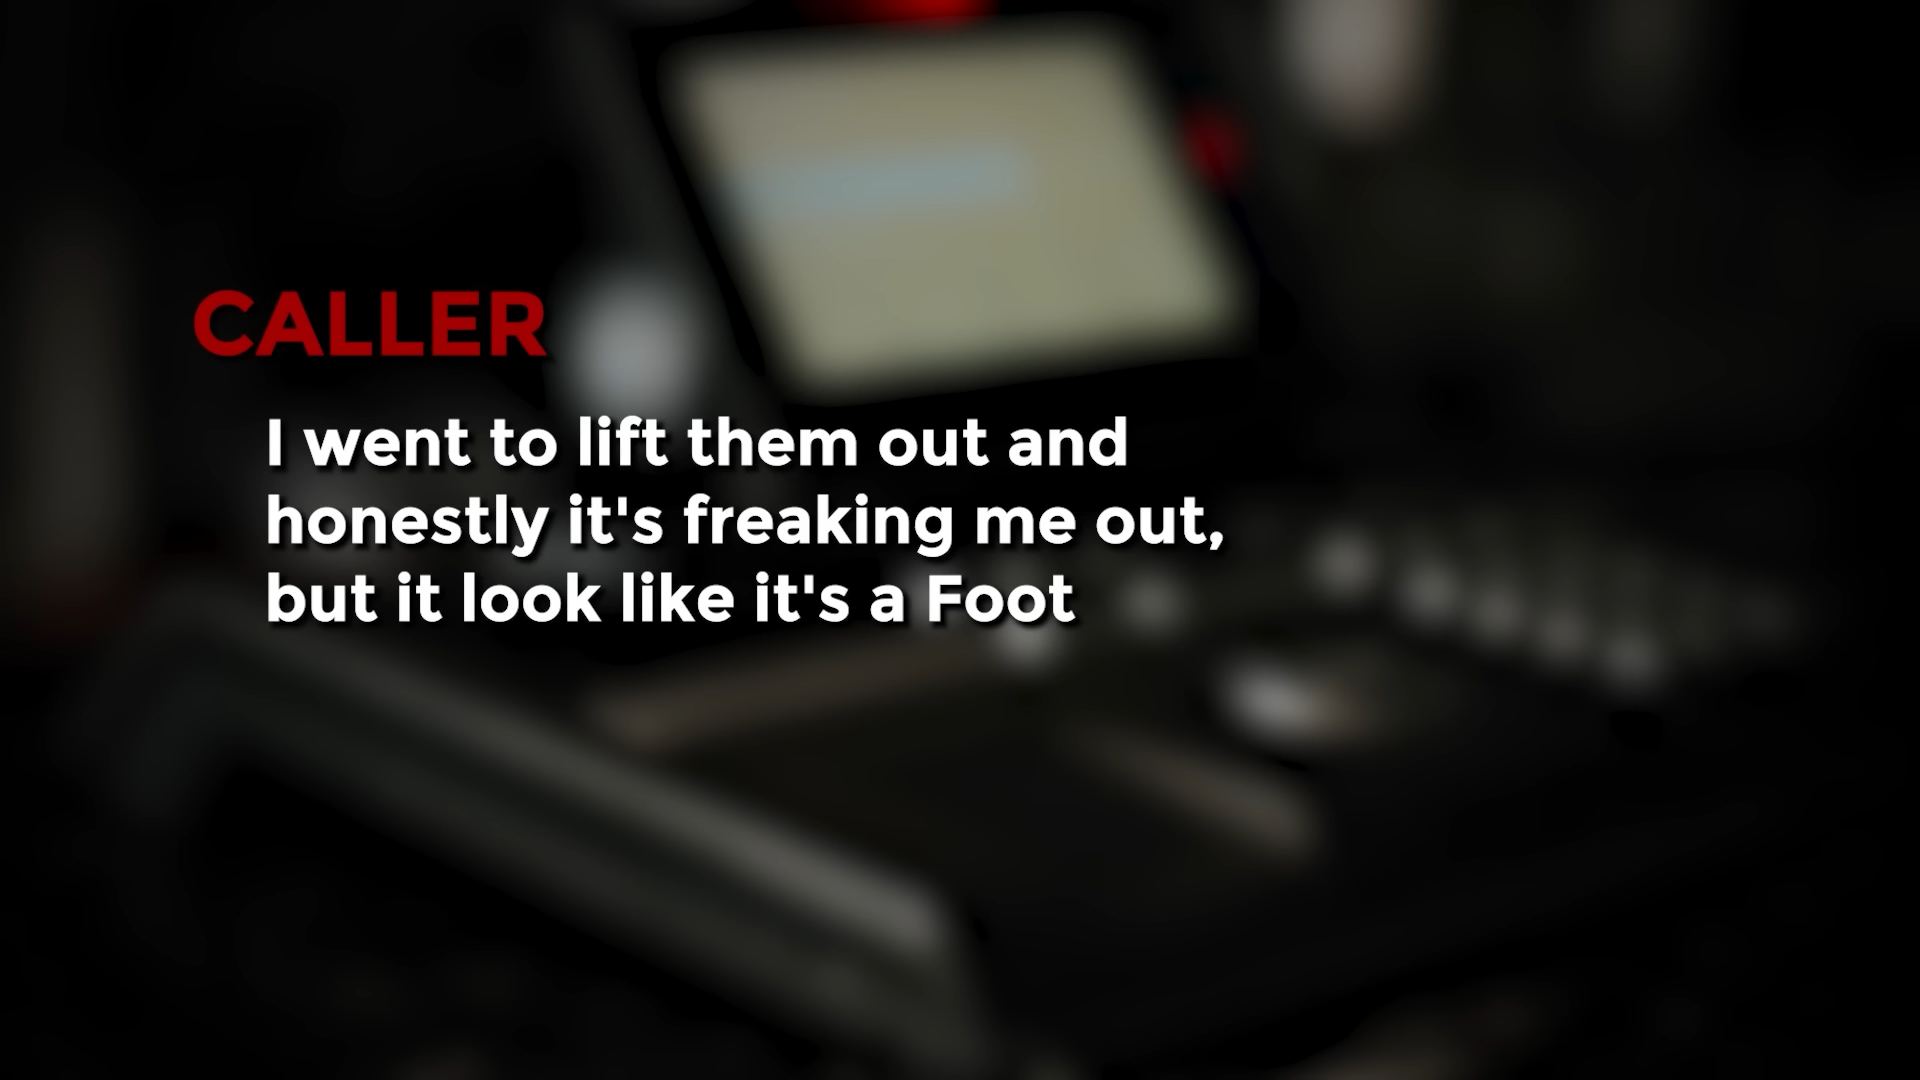 CALLER
I went to lift them out and
honestly it's freaking me out,
but it look like it's a Foot